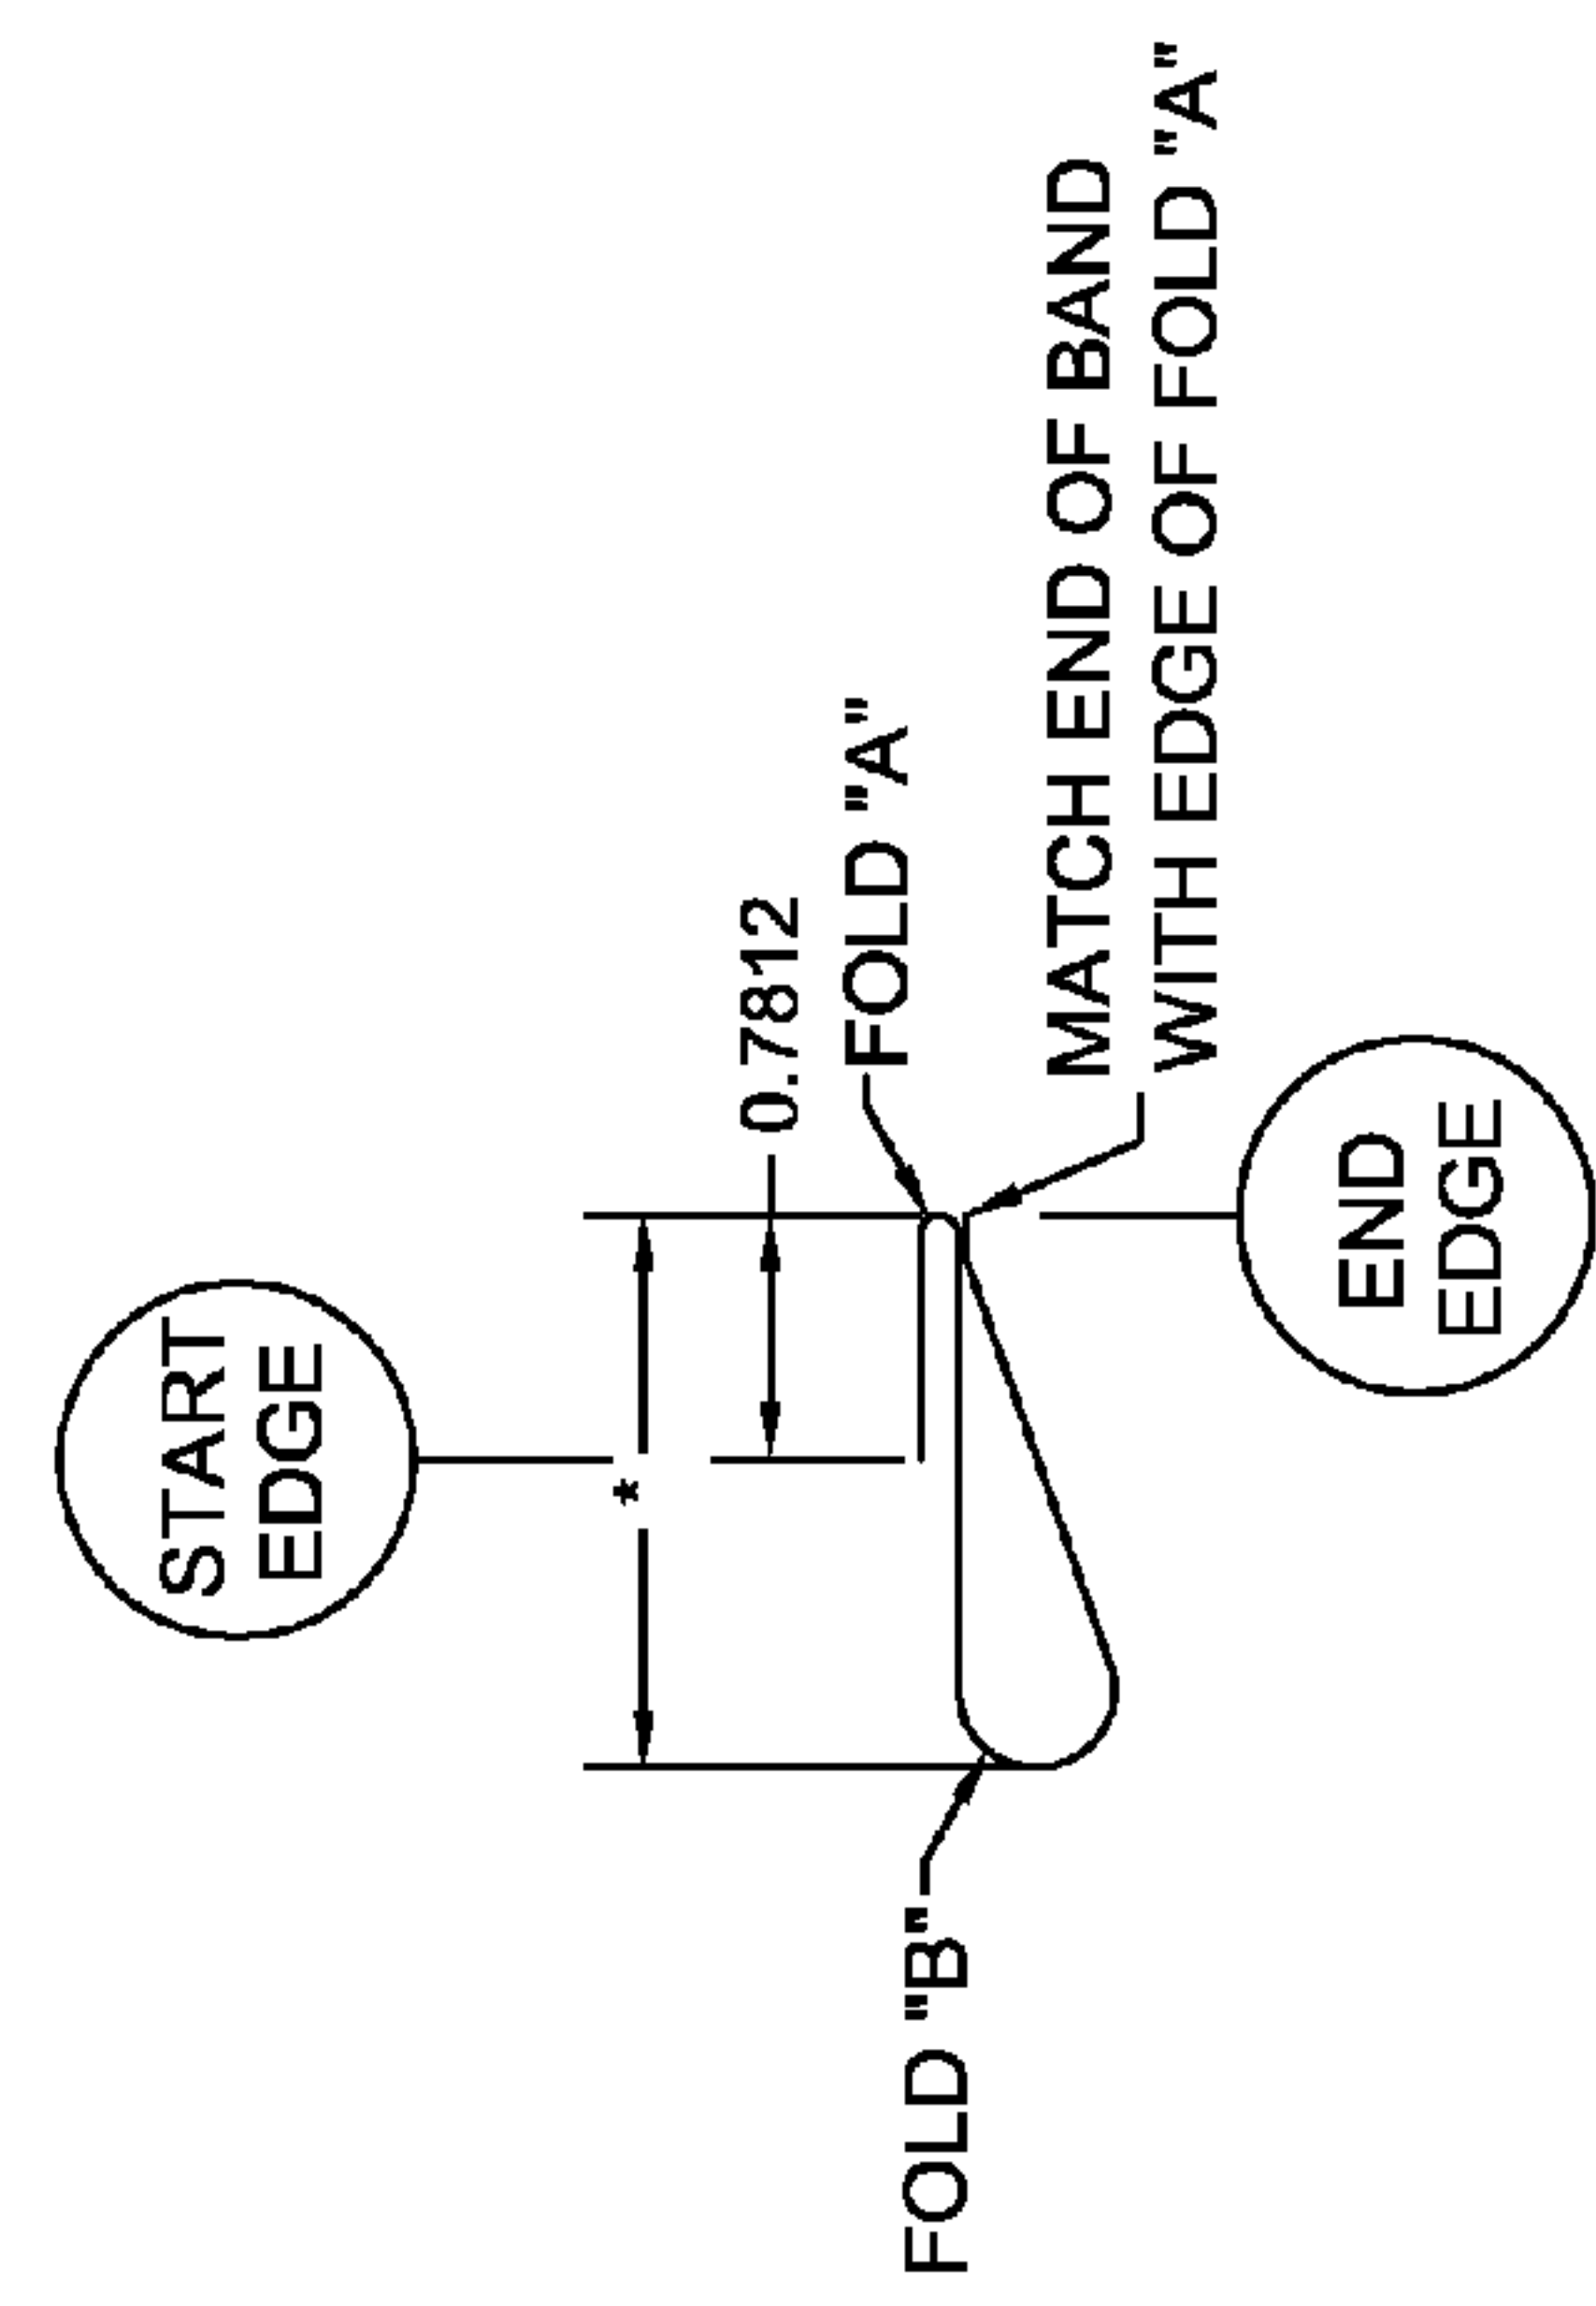 START
EDGE
*
0.7812
FOLD "A"
FOLD "B"
MATCH END OF BAND
WITH EDGE OF FOLD "A"
END
EDGE